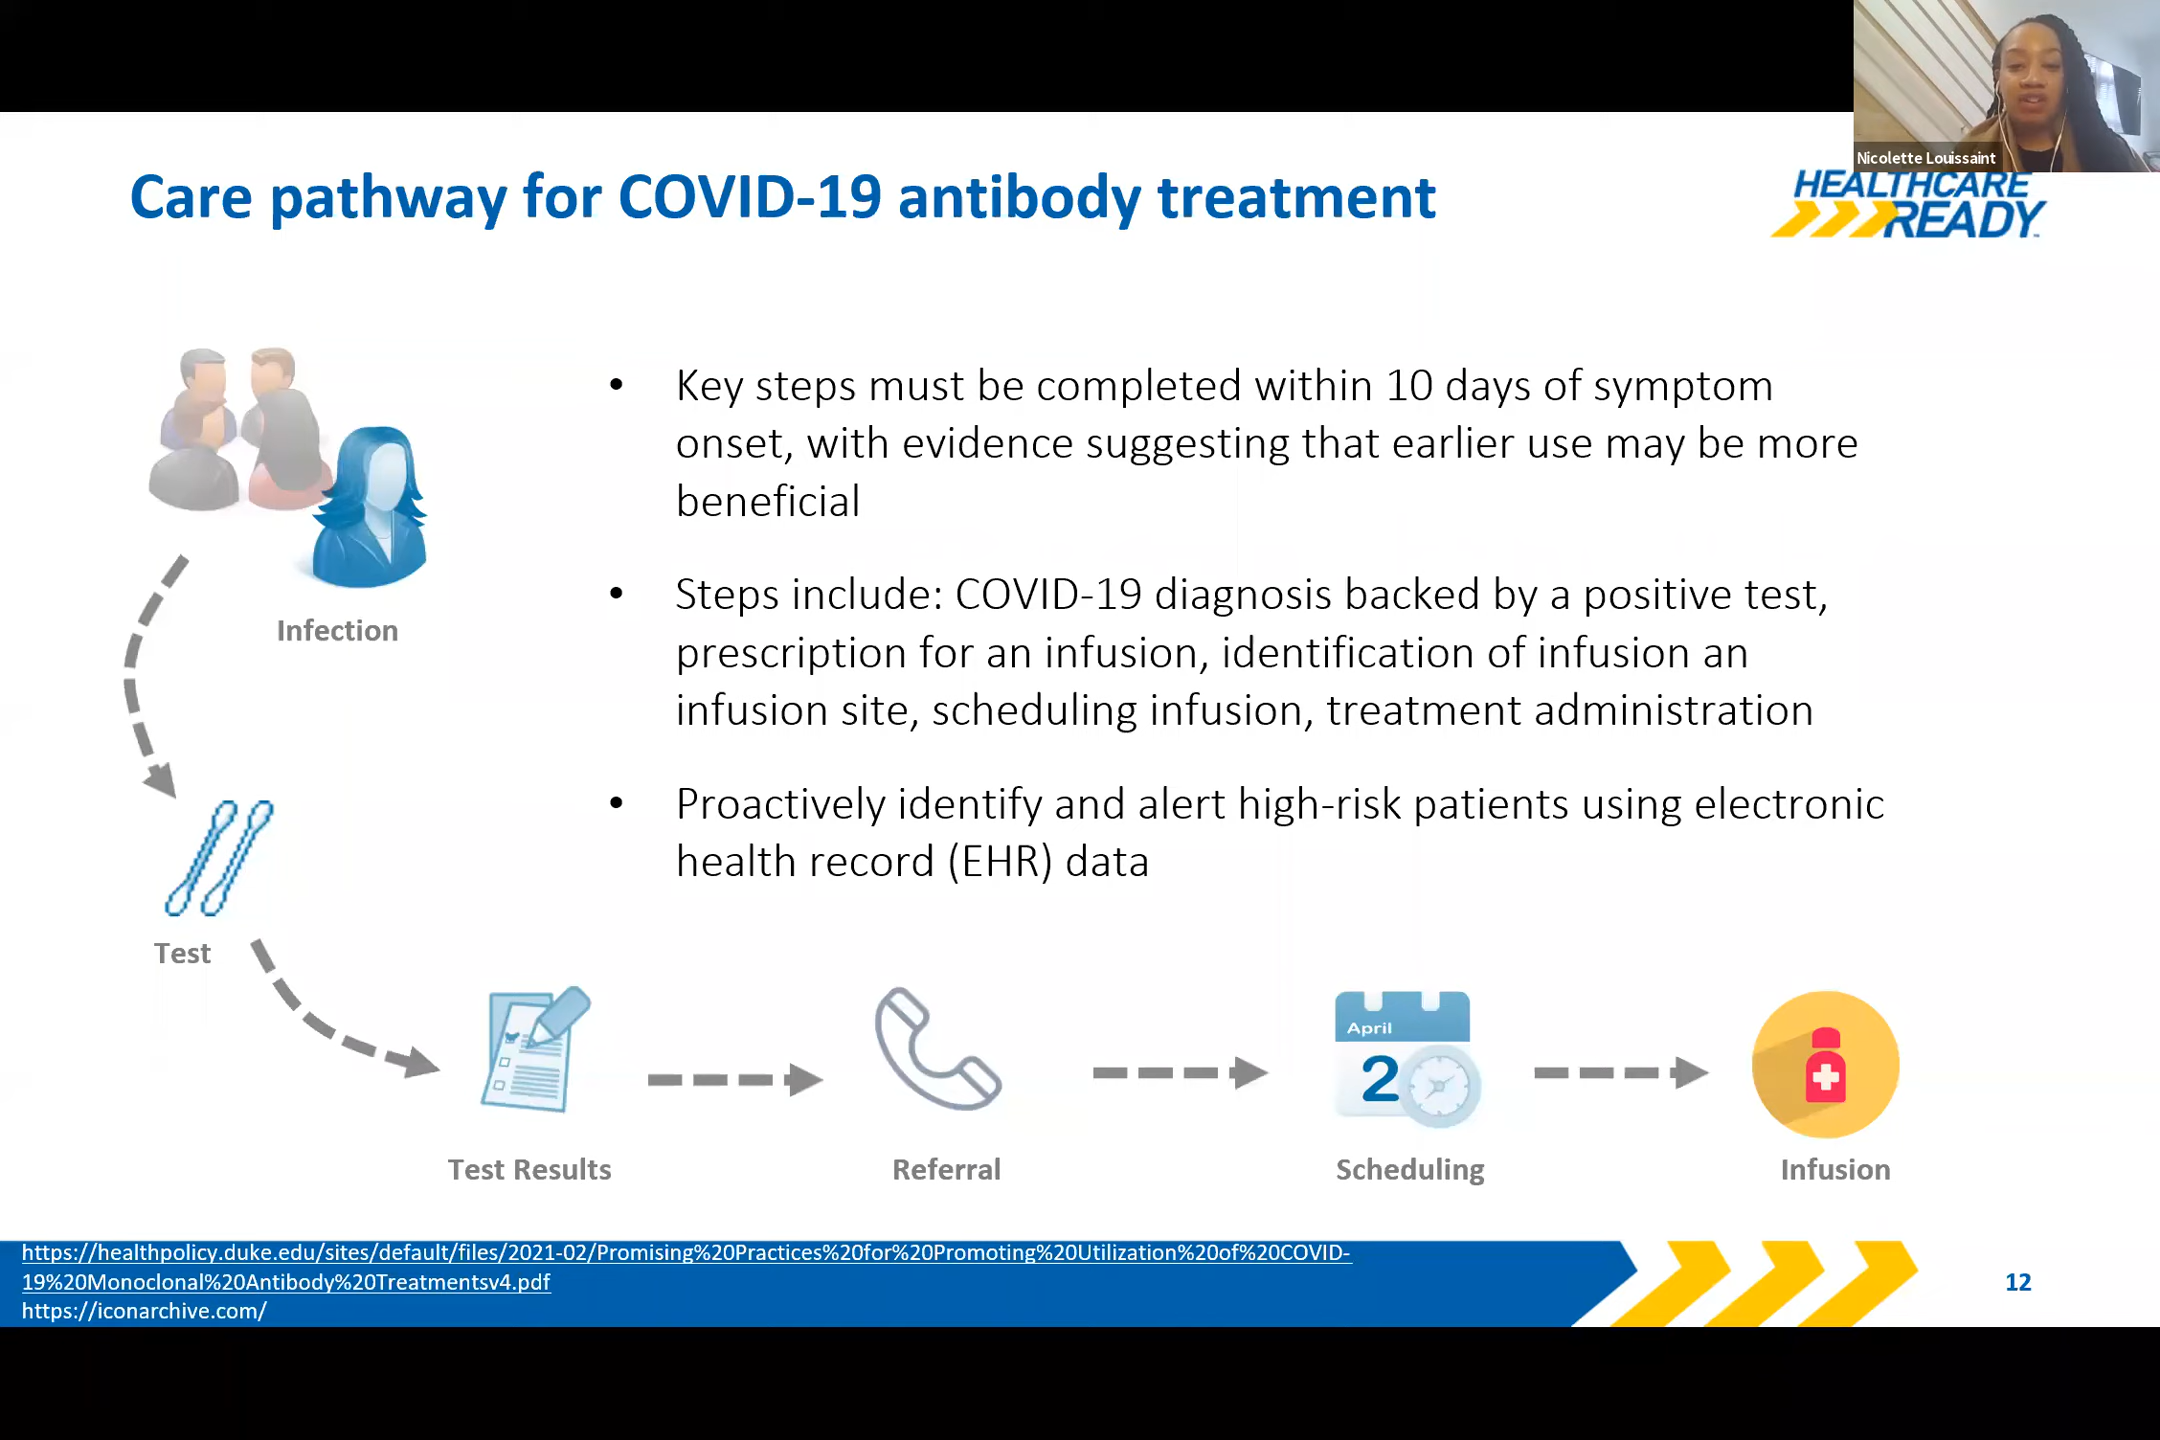 Nicolette Louissaint
Care pathway for COVID-19 antibody treatment
HEALTHCARE
READY
• Key steps must be completed within 10 days of symptom
onset, with evidence suggesting that earlier use may be more
beneficial
• Steps include: COVID-19 diagnosis backed by a positive test,
prescription for an infusion, identification of infusion an
infusion site, scheduling infusion, treatment administration
• Proactively identify and alert high-risk patients using electronic
health record (EHR) data
Infection
Test
Test Results
Referral
April
2
Scheduling
Infusion
https://healthpolicy.duke.edu/sites/default/files/2021-02/Promising%20Practices%20for%20Promoting%20Utilization%20of%20COVID-
19%20Monoclonal%20Antibody%20Treatmentsv4.pdf
https://iconarchive.com/
12